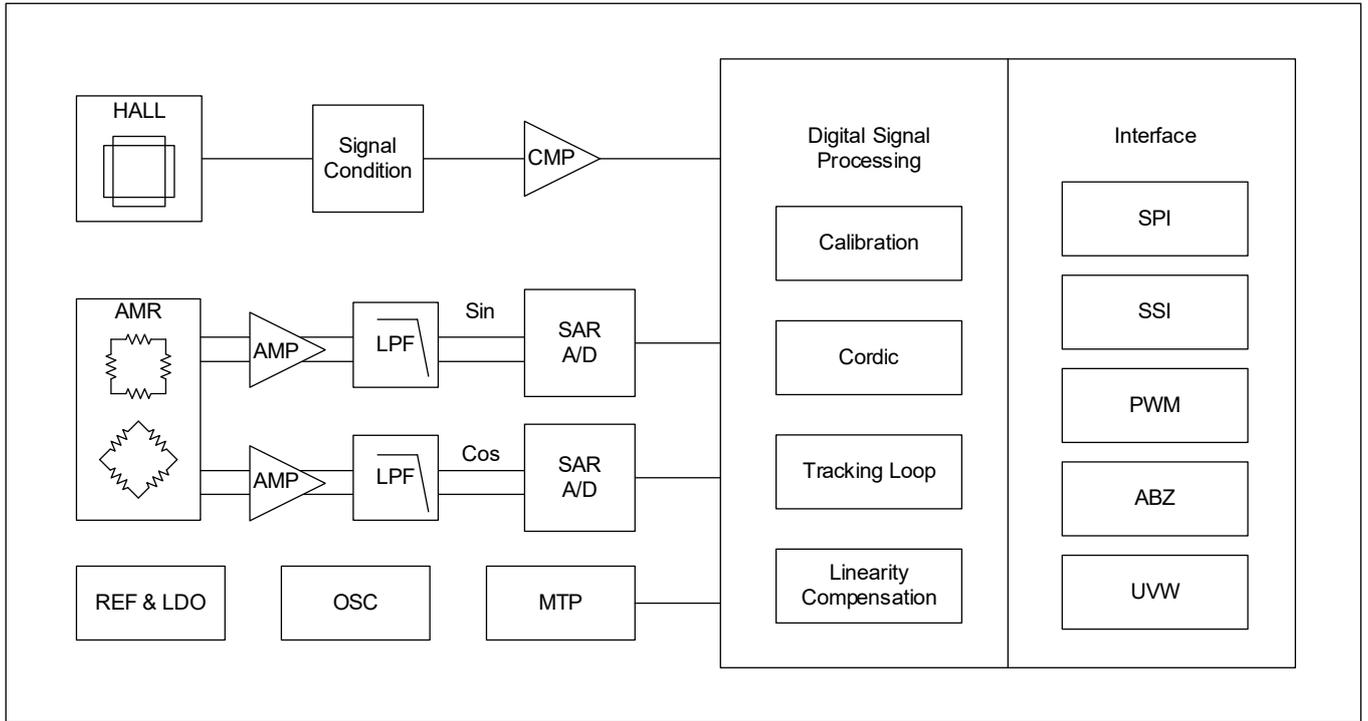 HALL
Signal
Condition
CMP
AMR
AMP
LPF
Sin
SAR
A/D
AMP
LPF
Cos
SAR
A/D
REF & LDO
OSC
MTP
Digital Signal
Processing
Calibration
Cordic
Tracking Loop
Linearity
Compensation
Interface
SPI
SSI
PWM
ABZ
UVW